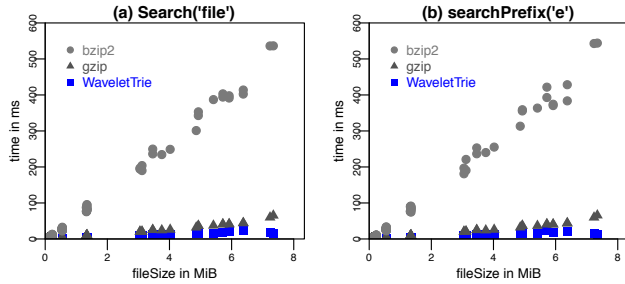 (a) Search('file')
600
500
400
300
200
100
0
time in ms
bzip2
gzip
WaveletTrie
0 2 4 6 8
fileSize in MiB
(b) searchPrefix('e')
600
500
400
300
200
100
0
time in ms
bzip2
gzip
WaveletTrie
0 2 4 6 8
fileSize in MiB